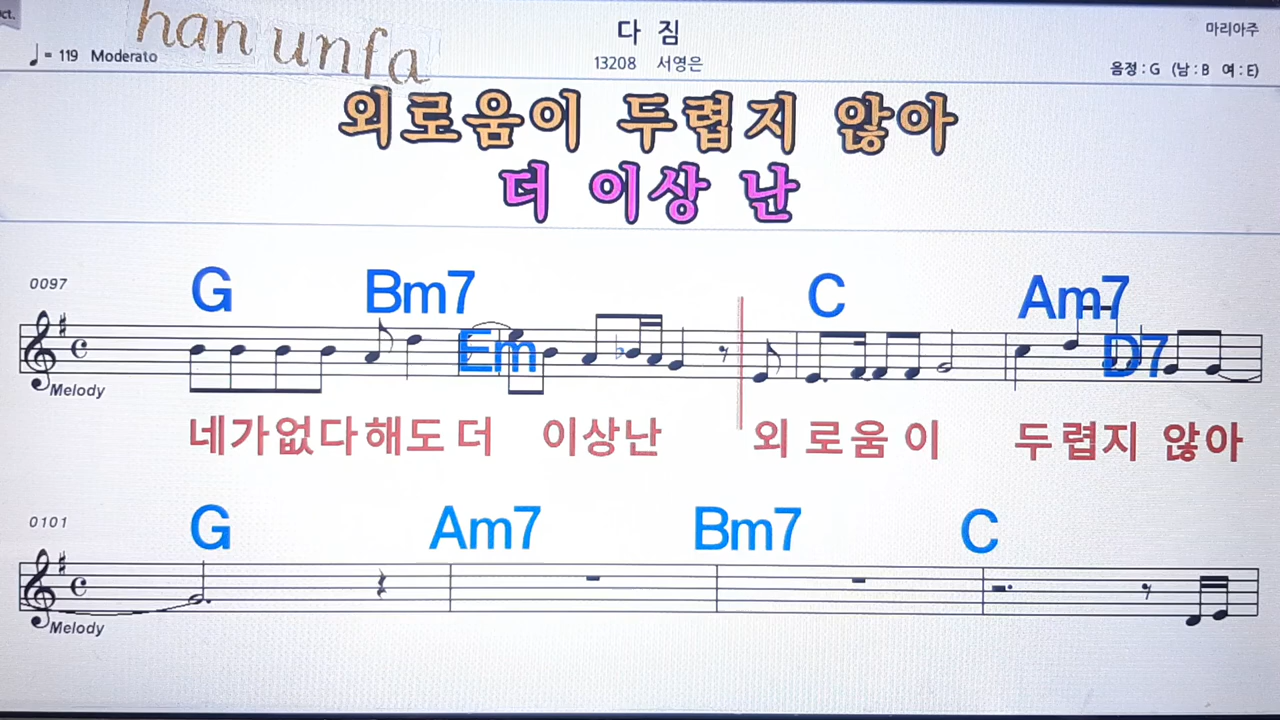 ct.
han unfa
다 짐
마리아주
♩= 119 Moderato
13208 서영은
음정 : G (남 : B 여 : E)
외로움이 두렵지 않아
더 이상 난
0097
G Bm7 Em C Am7 D7
Melody
네가없다해도 더 이상난 외 로움 이 두렵지 않아
0101
G Am7 Bm7 C
Melody